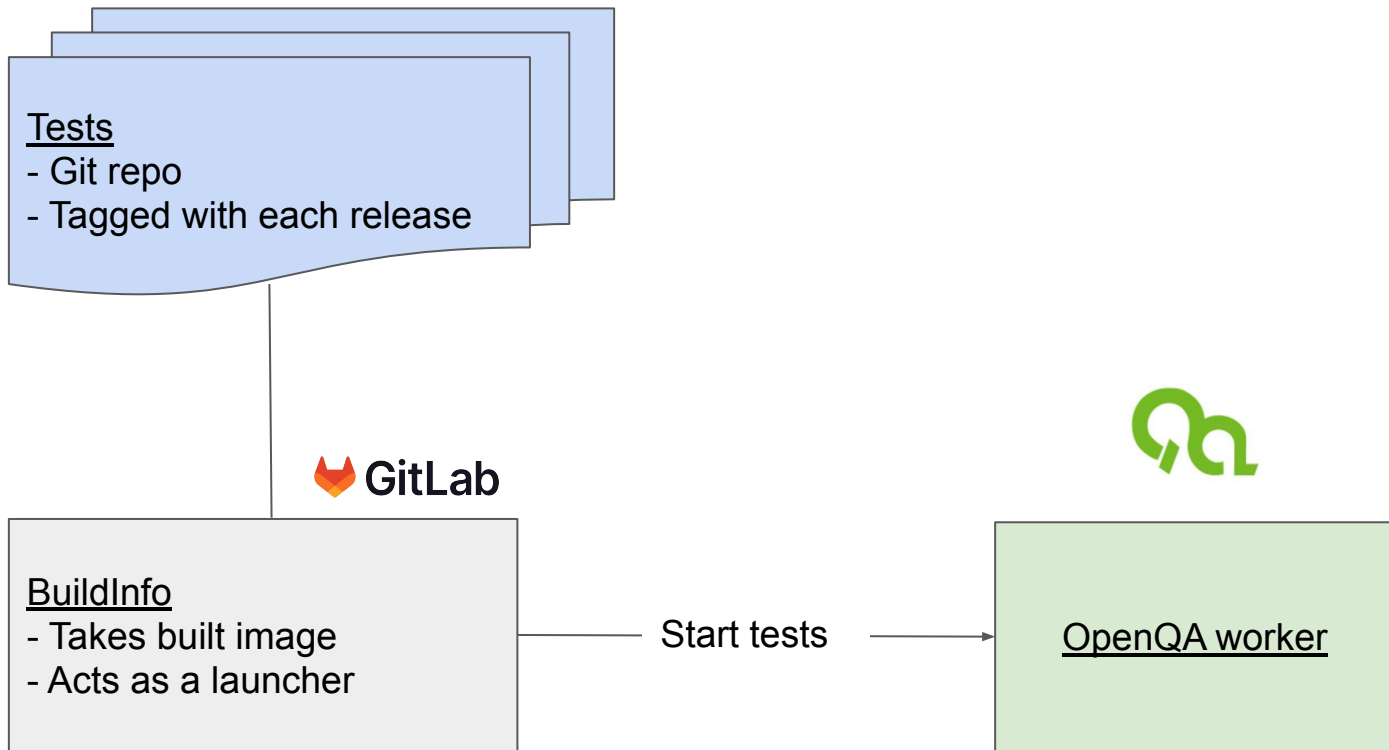 Tests
- Git repo
- Tagged with each release
GitLab
BuildInfo
- Takes built image
- Acts as a launcher
Start tests
Qa
OpenQA worker